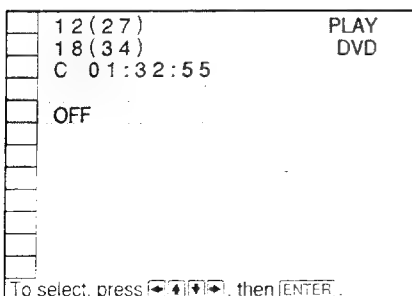 12(27) PLAY
18(34) DVD
C 01:32:55
OFF
To select, press ←↑↓→, then ENTER.